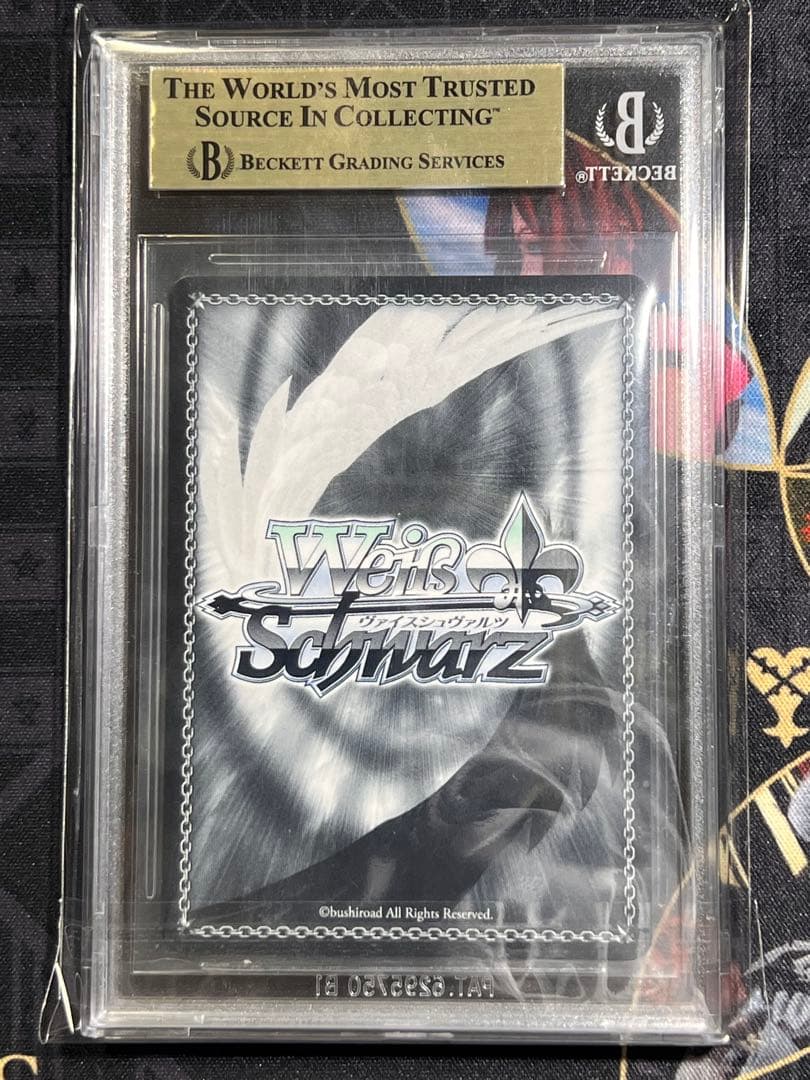 THE WORLD'S MOST TRUSTED
SOURCE IN COLLECTING™
B BECKETT GRADING SERVICES
B
BECKETT®
Weiß
ヴァイスシュヴァルツ
Schwarz
©bushiroad All Rights Reserved.
PAT. 6295750 B1